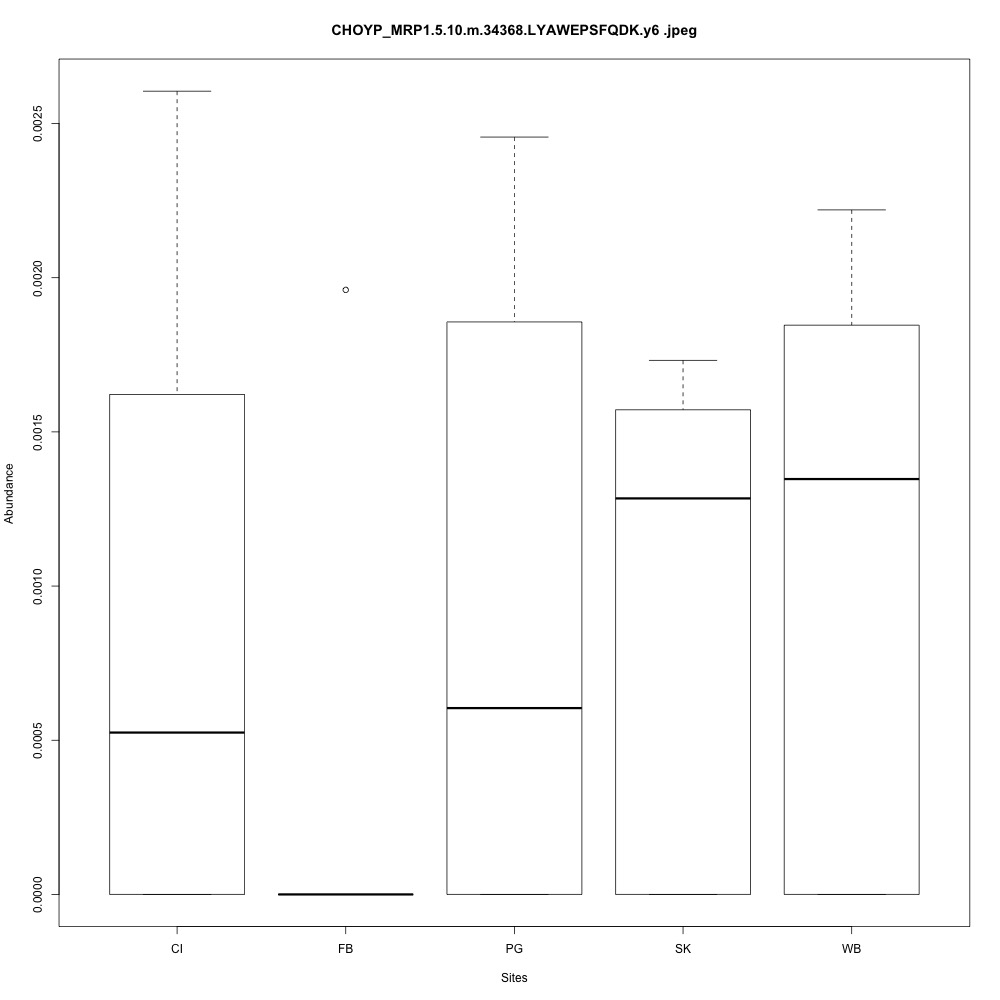 CHOYP_MRP1.5.10.m.34368.LYAWEPSFQDK.y6 .jpeg
Abundance
0.0025
0.0020
0.0015
0.0010
0.0005
0.0000
CI FB PG SK WB
Sites